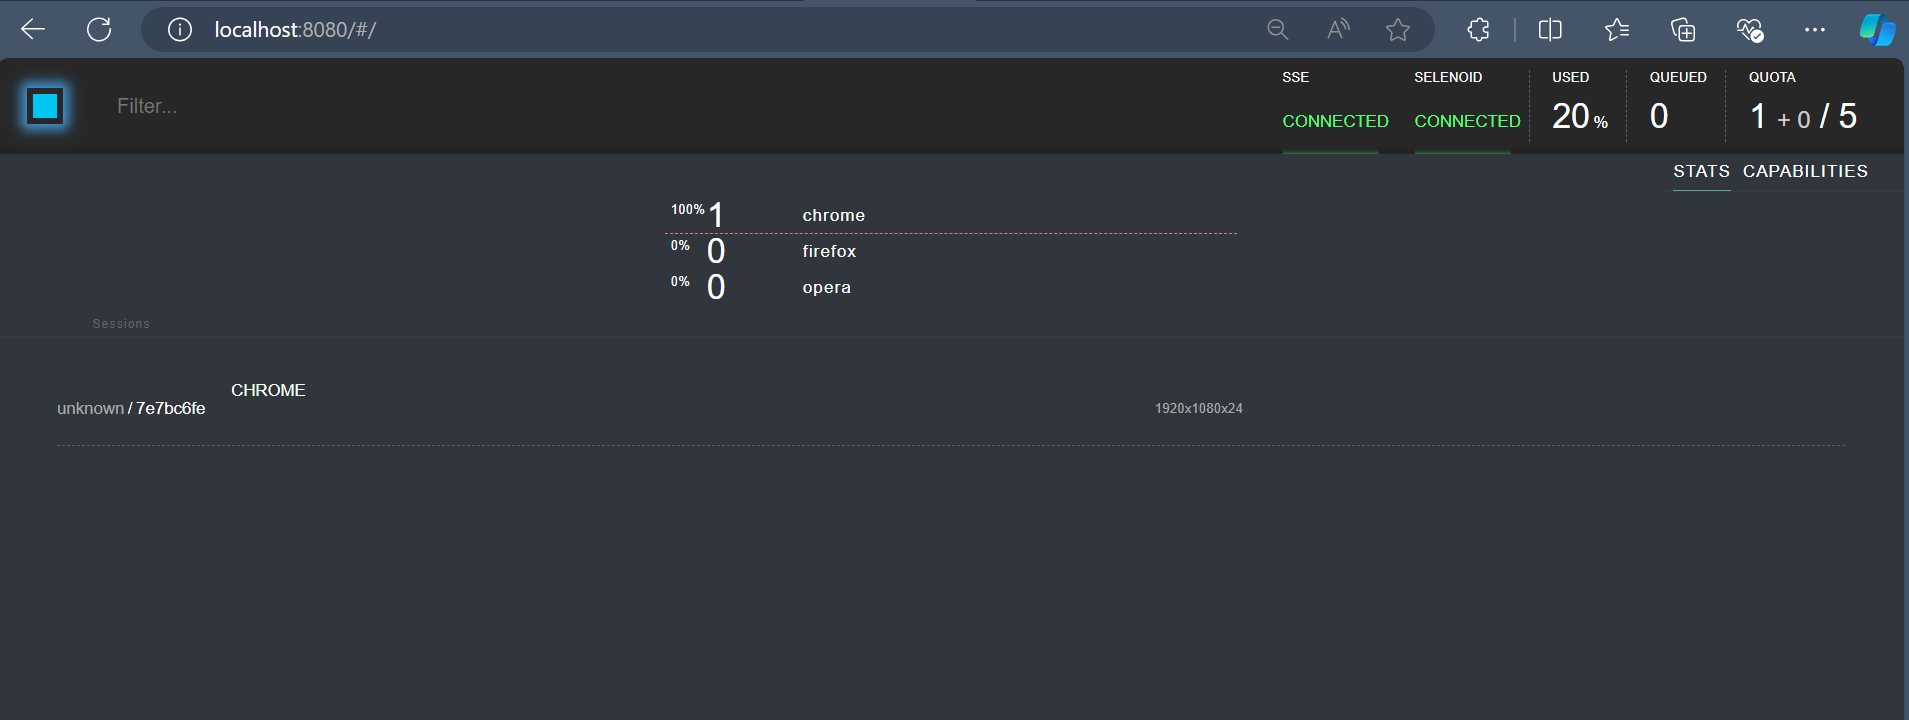 localhost:8080/#/
Filter...
SSE
CONNECTED
SELENOID
CONNECTED
USED
20 %
QUEUED
0
QUOTA
1 + 0 / 5
STATS CAPABILITIES
100% 1 chrome
0% 0 firefox
0% 0 opera
Sessions
unknown / 7e7bc6fe
CHROME
1920x1080x24